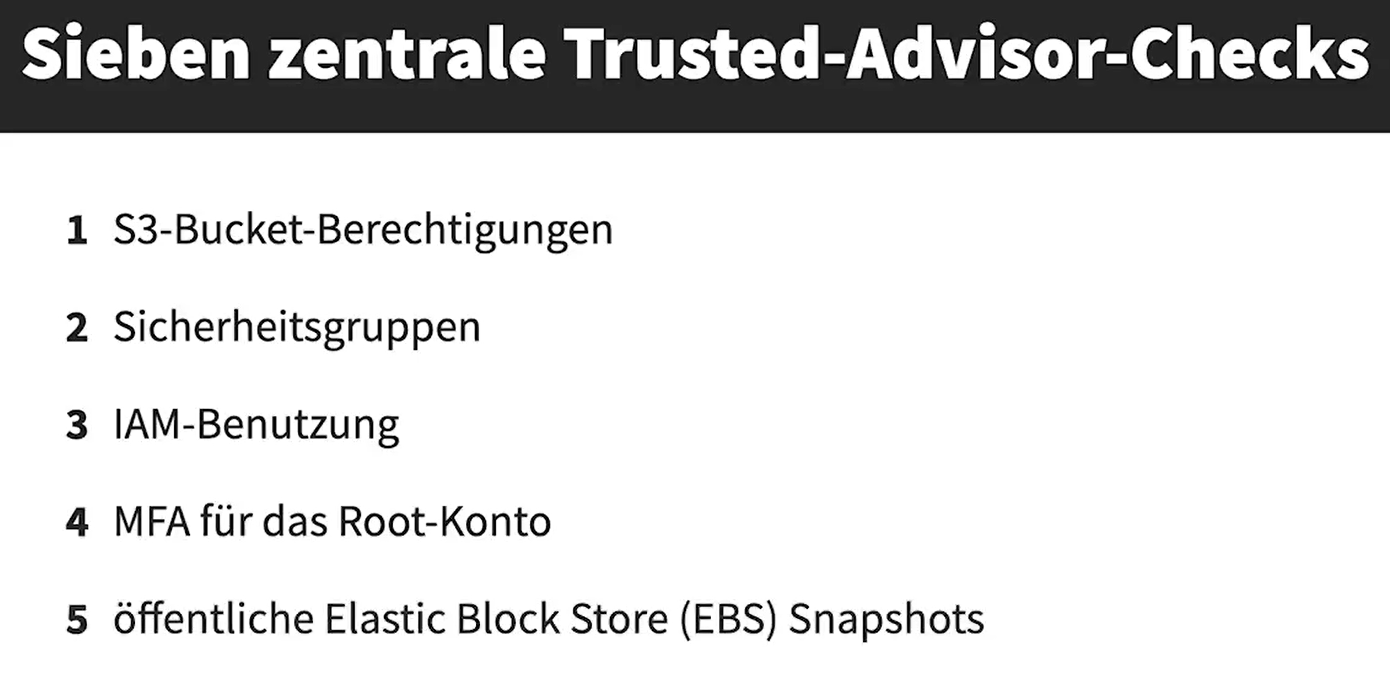 Sieben zentrale Trusted-Advisor-Checks
1 S3-Bucket-Berechtigungen
2 Sicherheitsgruppen
3 IAM-Benutzung
4 MFA für das Root-Konto
5 öffentliche Elastic Block Store (EBS) Snapshots